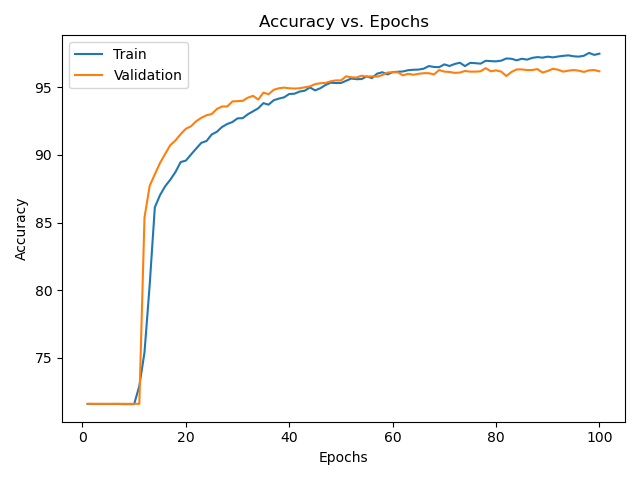 Accuracy vs. Epochs
Train
Validation
95
90
85
80
75
Accuracy
0 20 40 60 80 100
Epochs